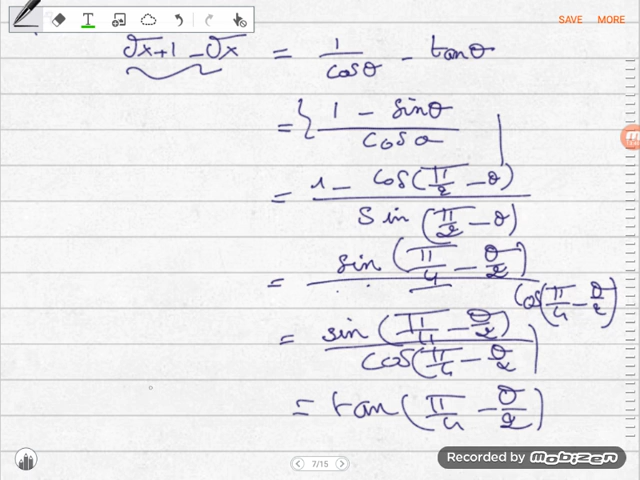 SAVE MORE
√x+1 - √x = 1/cosθ - tanθ
= { 1 - sinθ / cosθ
= 1 - cos(π/2 - θ) / sin(π/2 - θ)
= sin(π/4 - θ/2) / cos(π/4 - θ/2)
= sin(π/4 - θ/2) / cos(π/4 - θ/2)
= tan(π/4 - θ/2)
7/15
Recorded by mobizen